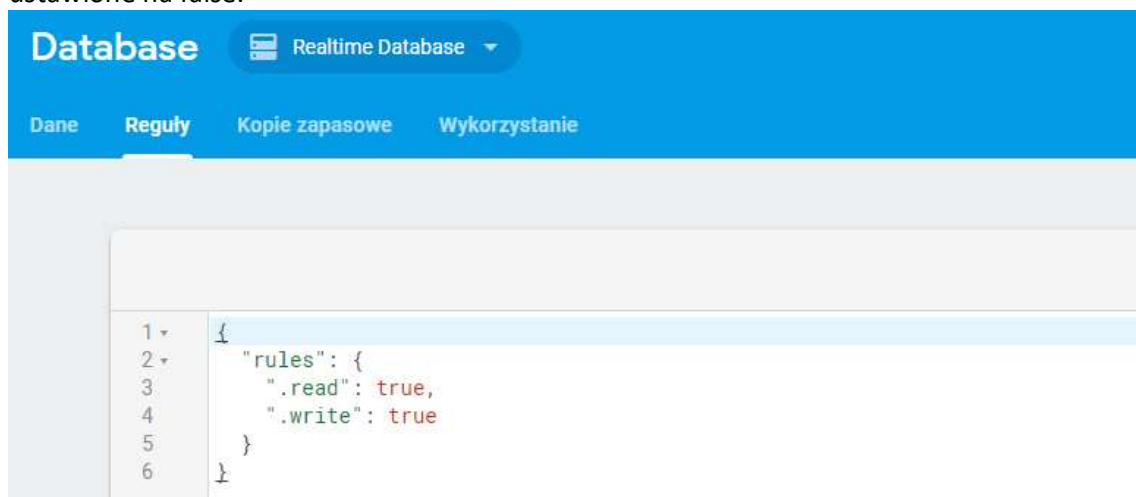 ustawione na false.
Database Realtime Database
Dane Reguły Kopie zapasowe Wykorzystanie
1 {
2 "rules": {
3 ".read": true,
4 ".write": true
5 }
6 }